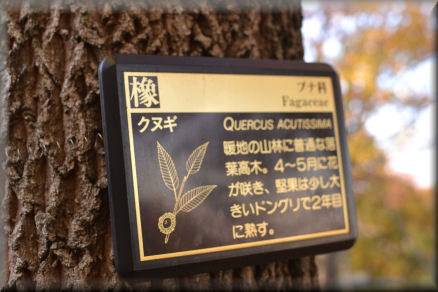 橡
ブナ科
Fagaceae
クヌギ
QUERCUS ACUTISSIMA
暖地の山林に普通な落
葉高木。4〜5月に花
が咲き、堅果は少し大
きいドングリで2年目
に熟す。